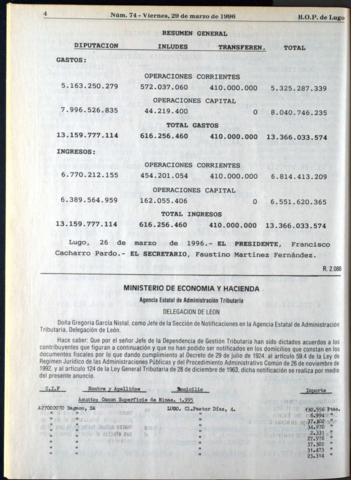 4 Núm. 74 - Viernes, 29 de marzo de 1996 B.O.P. de Lugo
RESUMEN GENERAL
DIPUTACION INLUDES TRANSFEREN. TOTAL
GASTOS:
OPERACIONES CORRIENTES
5.163.250.279 572.037.060 410.000.000 5.325.287.339
OPERACIONES CAPITAL
7.996.526.835 44.219.400 0 8.040.746.235
TOTAL GASTOS
13.159.777.114 616.256.460 410.000.000 13.366.033.574
INGRESOS:
OPERACIONES CORRIENTES
6.770.212.155 454.201.054 410.000.000 6.814.413.209
OPERACIONES CAPITAL
6.389.564.959 162.055.406 0 6.551.620.365
TOTAL INGRESOS
13.159.777.114 616.256.460 410.000.000 13.366.033.574
Lugo, 26 de marzo de 1996.- EL PRESIDENTE, Francisco
Cacharro Pardo.- EL SECRETARIO, Faustino Martínez Fernández.
R. 2.088
MINISTERIO DE ECONOMIA Y HACIENDA
Agencia Estatal de Administración Tributaria
DELEGACION DE LEON
Doña Gregoria García Nistal, como Jefe de la Sección de Notificaciones en la Agencia Estatal de Administración
Tributaria, Delegación de León.
Hace saber: Que por el señor Jefe de la Dependencia de Gestión Tributaria han sido dictados acuerdos a los
contribuyentes que figuran a continuación y que no han podido ser notificados en los domicilios que constan en los
documentos fiscales por lo que dando cumplimiento al Decreto de 29 de julio de 1924, al artículo 59.4 de la Ley de
Régimen Jurídico de las Administraciones Públicas y del Procedimiento Administrativo Común de 26 de noviembre de
1992, y al artículo 124 de la Ley General Tributaria de 28 de diciembre de 1963, dicha notificación se realiza por medio
del presente anuncio.
C.I.F Nombre y Apellidos Domicilio Importe
Asuntos Canon Superficie de Minas. 1.995
LUGO. Cl.Pastor Díaz, 4. Ptas.
" " "
" " "
" " "
" " "
" " "
" " "
" " "
" " "